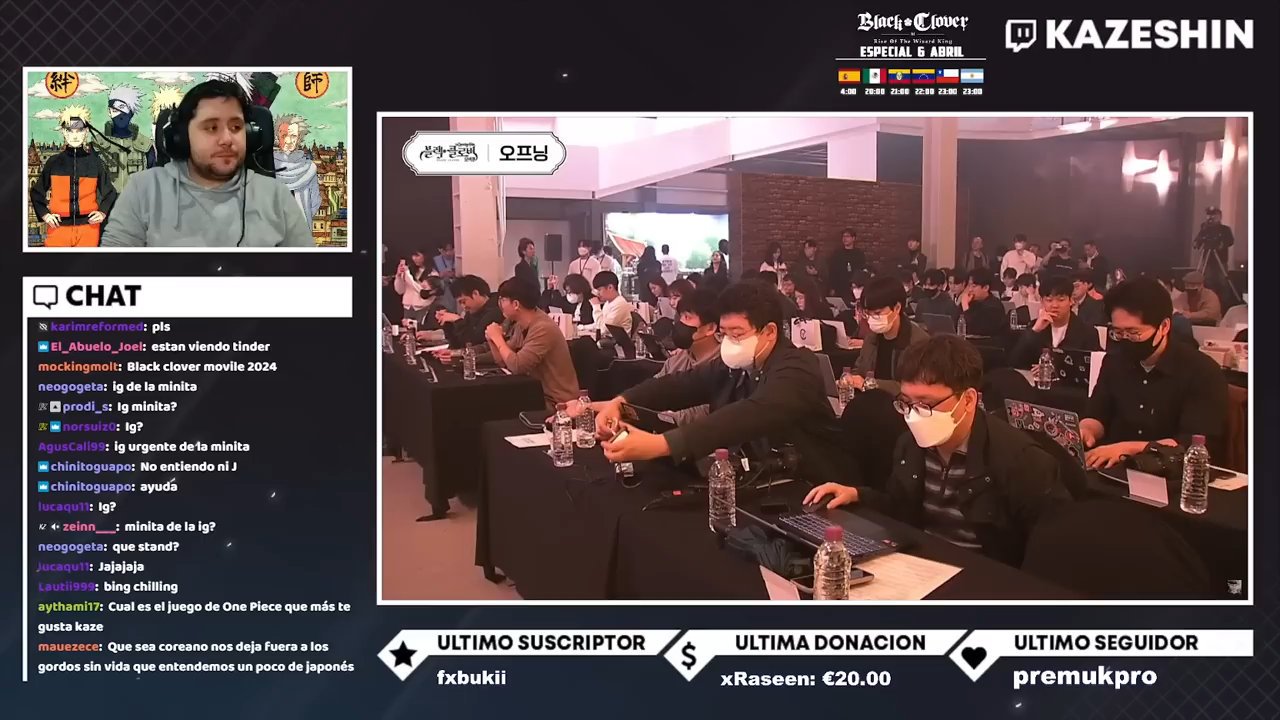 Black Clover
Rise Of The Wizard King
ESPECIAL 6 ABRIL
4:00 20:00 21:00 22:00 23:00 23:00
KAZESHIN
絆
師
블랙클로버
오프닝
CHAT
karimreformed: pls
El_Abuelo_Joel: estan viendo tinder
mockingmolt: Black clover movile 2024
neogogeta: ig de la minita
prodi_s: Ig minita?
norsuiz0: Ig?
AgusCali99: ig urgente de la minita
chinitoguapo: No entiendo ni J
chinitoguapo: ayuda
lucaqu11: Ig?
zeinn___: minita de la ig?
neogogeta: que stand?
lucaqu11: Jajajaja
Lautii999: bing chilling
aythami17: Cual es el juego de One Piece que más te
gusta kaze
mauezece: Que sea coreano nos deja fuera a los
gordos sin vida que entendemos un poco de japonés
ULTIMO SUSCRIPTOR
fxbukii
ULTIMA DONACION
xRaseen: €20.00
ULTIMO SEGUIDOR
premukpro